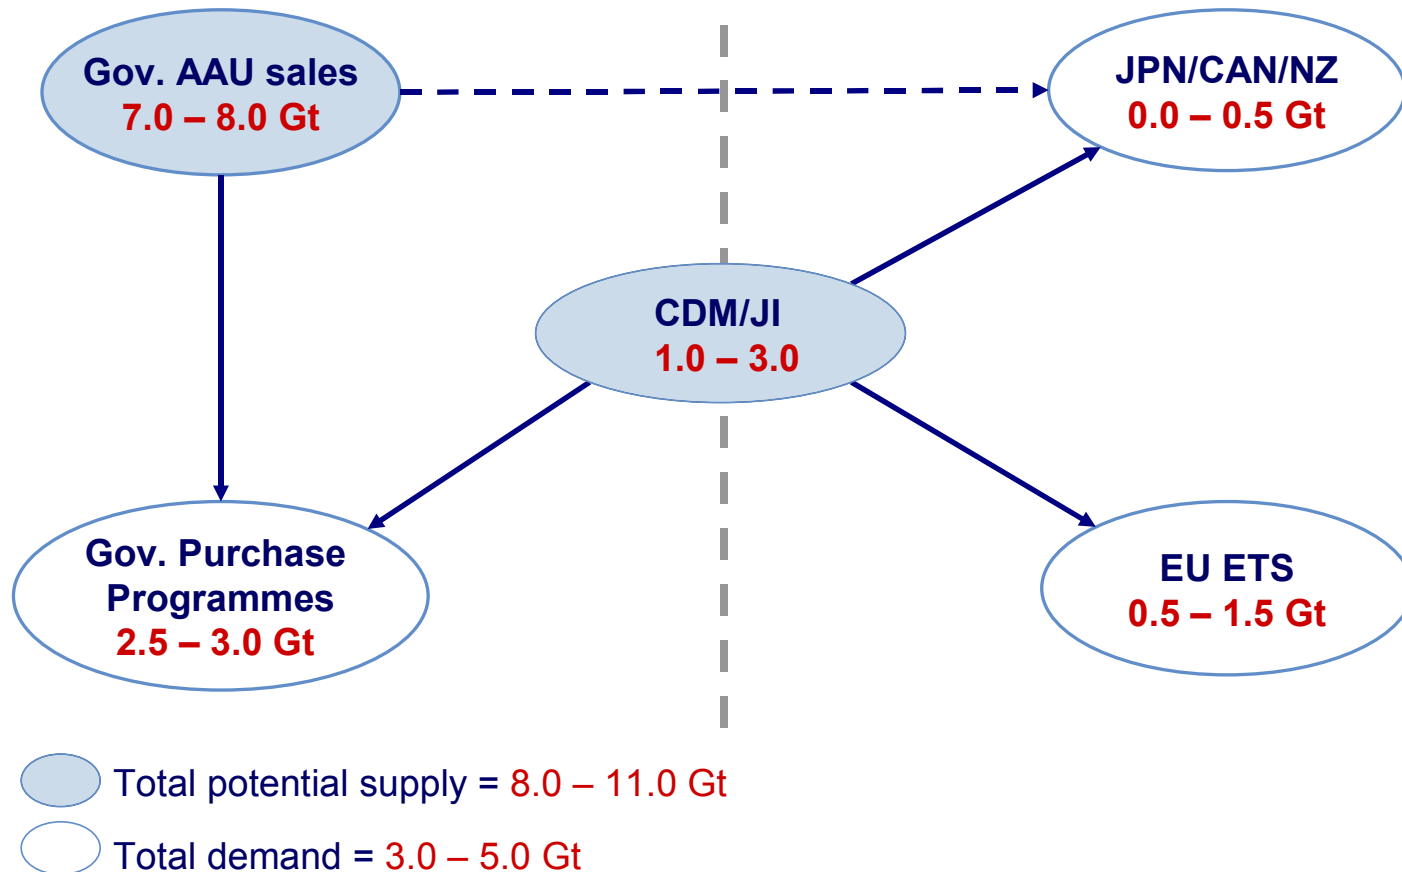 Gov. AAU sales
7.0 – 8.0 Gt
JPN/CAN/NZ
0.0 – 0.5 Gt
CDM/JI
1.0 – 3.0
Gov. Purchase
Programmes
2.5 – 3.0 Gt
EU ETS
0.5 – 1.5 Gt
Total potential supply = 8.0 – 11.0 Gt
Total demand = 3.0 – 5.0 Gt